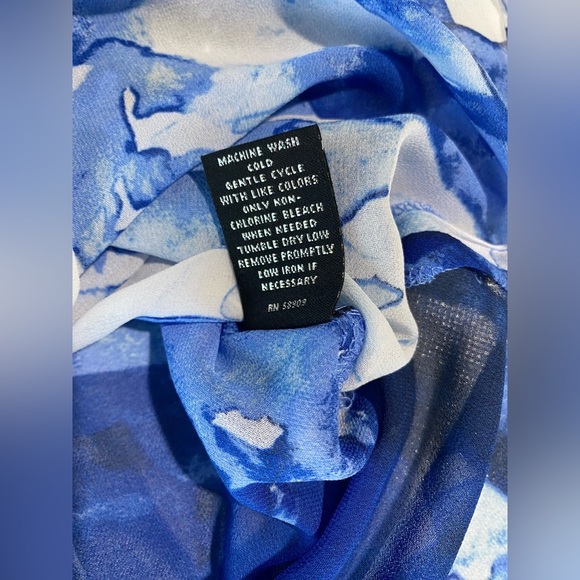 MACHINE WASH
COLD
GENTLE CYCLE
WITH LIKE COLORS
ONLY NON-
CHLORINE BLEACH
WHEN NEEDED
TUMBLE DRY LOW
REMOVE PROMPTLY
LOW IRON IF
NECESSARY
RN 58909